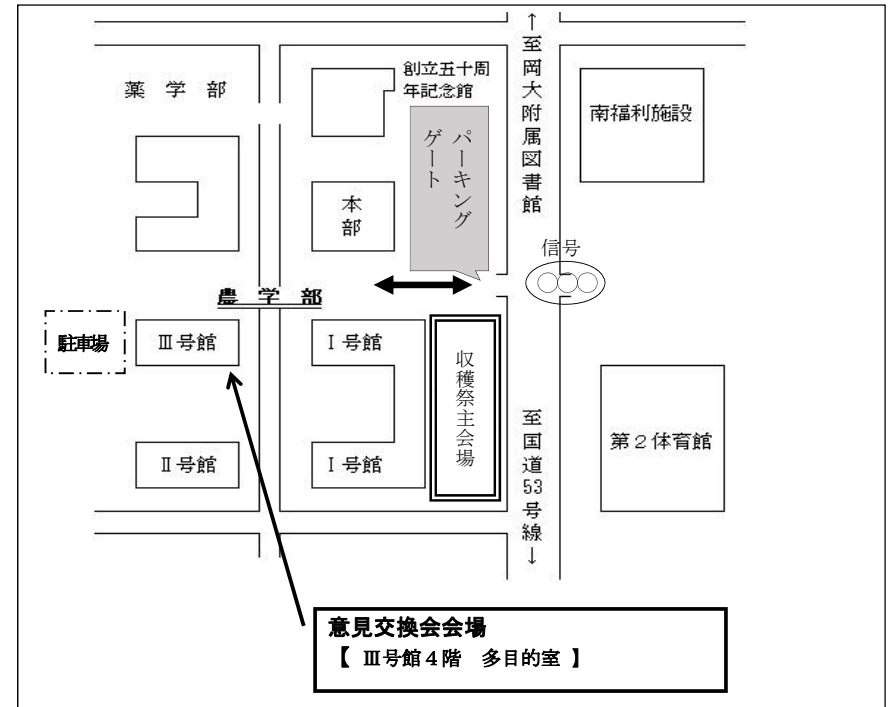 ↑至岡大附属図書館
創立五十周
年記念館
薬学部
南福利施設
パーキング
ゲート
本
部
信号
農学部
駐車場
Ⅲ号館
Ⅰ号館
収穫祭主会場
至国道53号線↓
第2体育館
Ⅱ号館
Ⅰ号館
意見交換会会場
【 Ⅲ号館4階 多目的室 】